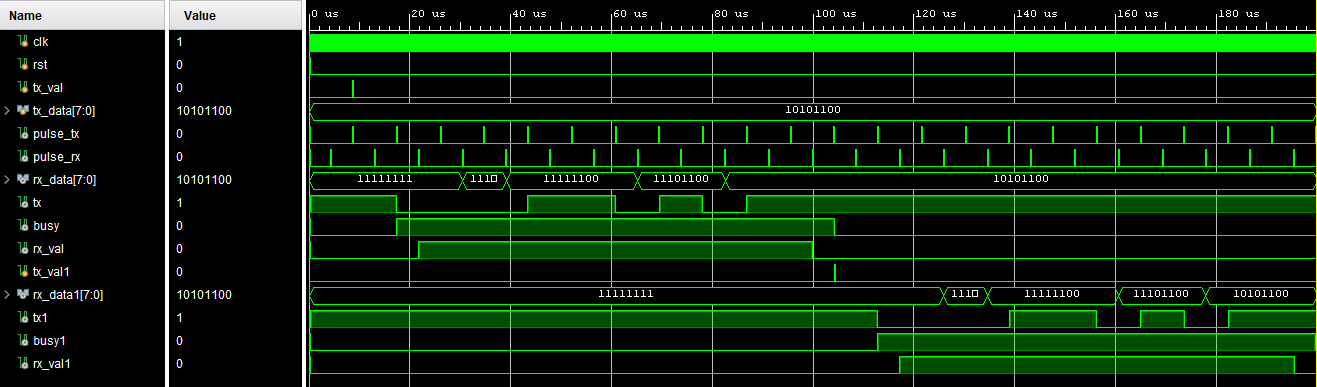 Name Value 0 us 20 us 40 us 60 us 80 us 100 us 120 us 140 us 160 us 180 us
clk 1
rst 0
tx_val 0
tx_data[7:0] 10101100 10101100
pulse_tx 0
pulse_rx 0
rx_data[7:0] 10101100 11111111 111 11111100 11101100 10101100
tx 1
busy 0
rx_val 0
tx_val1 0
rx_data1[7:0] 10101100 11111111 111 11111100 11101100 10101100
tx1 1
busy1 0
rx_val1 0